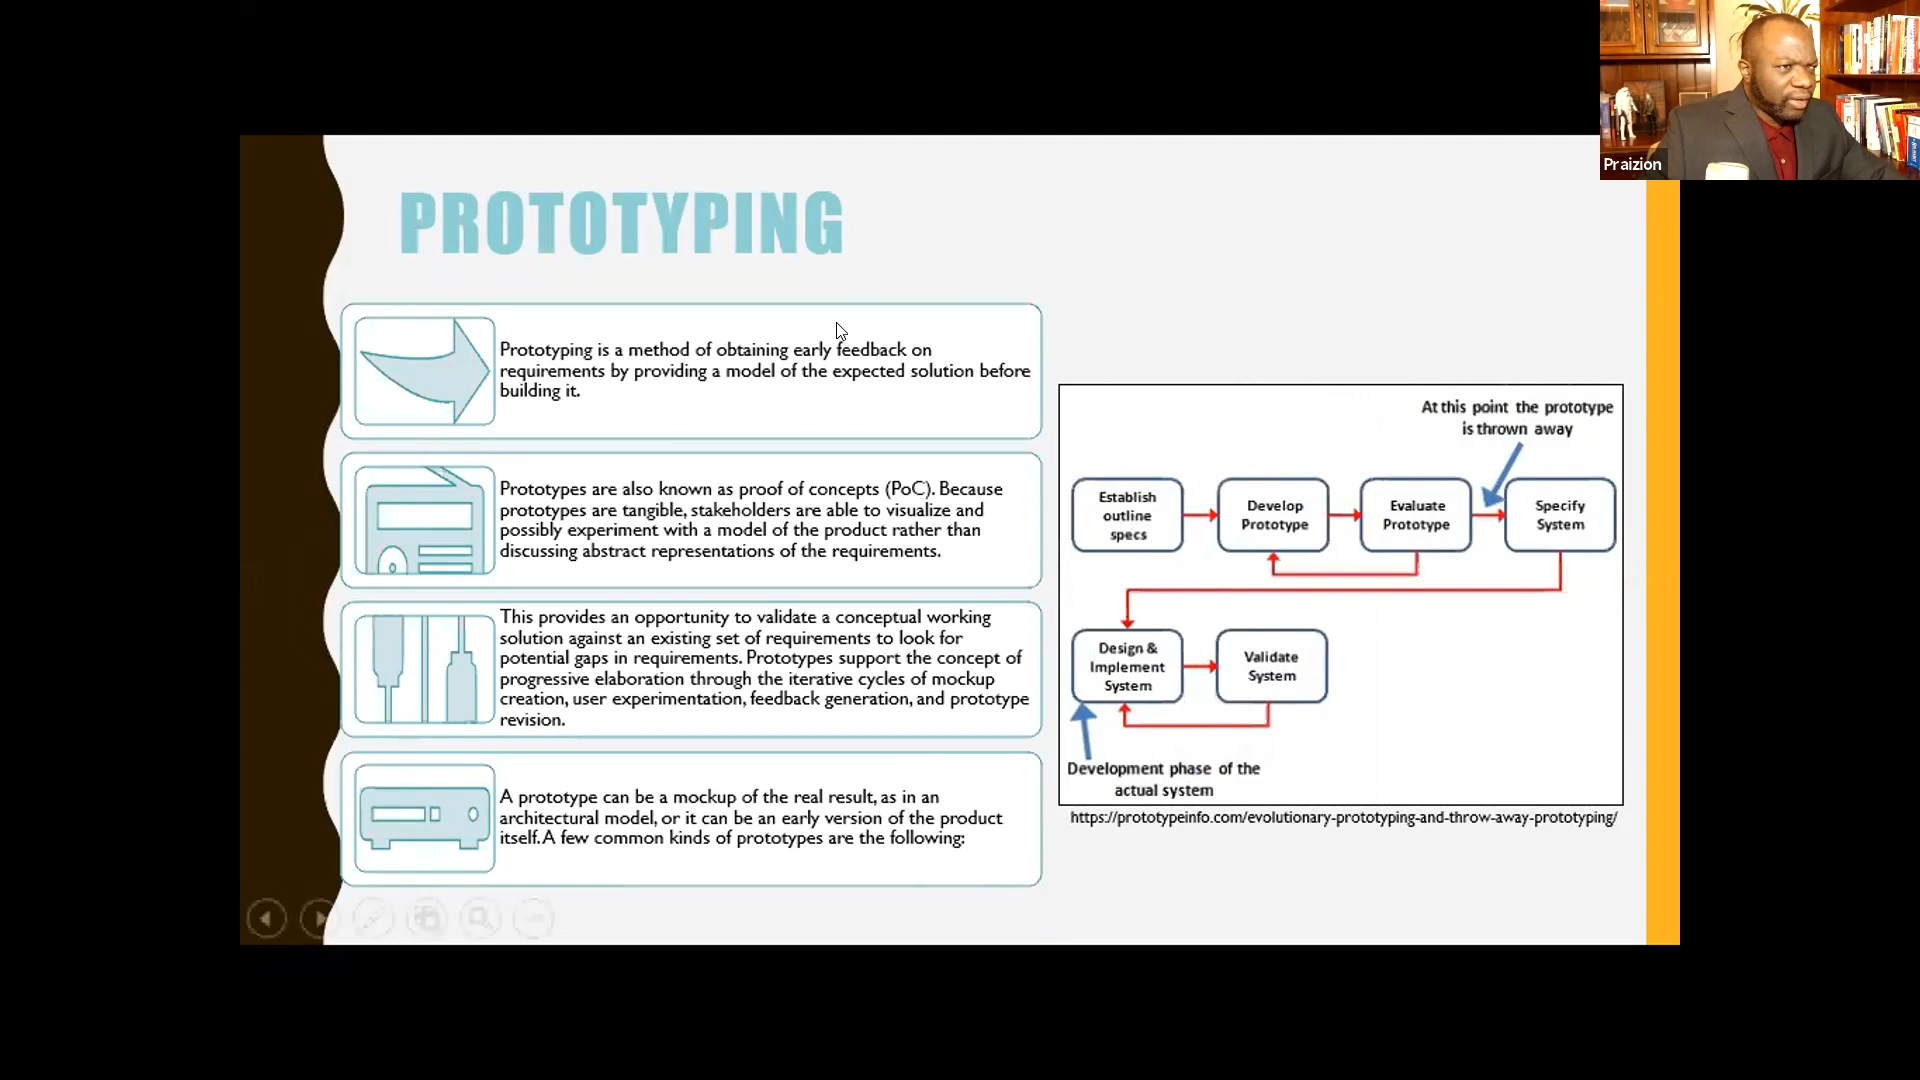 Praizion
PROTOTYPING
Prototyping is a method of obtaining early feedback on
requirements by providing a model of the expected solution before
building it.
Prototypes are also known as proof of concepts (PoC). Because
prototypes are tangible, stakeholders are able to visualize and
possibly experiment with a model of the product rather than
discussing abstract representations of the requirements.
This provides an opportunity to validate a conceptual working
solution against an existing set of requirements to look for
potential gaps in requirements. Prototypes support the concept of
progressive elaboration through the iterative cycles of mockup
creation, user experimentation, feedback generation, and prototype
revision.
A prototype can be a mockup of the real result, as in an
architectural model, or it can be an early version of the product
itself. A few common kinds of prototypes are the following:
At this point the prototype
is thrown away
Establish
outline
specs
Develop
Prototype
Evaluate
Prototype
Specify
System
Design &
Implement
System
Validate
System
Development phase of the
actual system
https://prototypeinfo.com/evolutionary-prototyping-and-throw-away-prototyping/